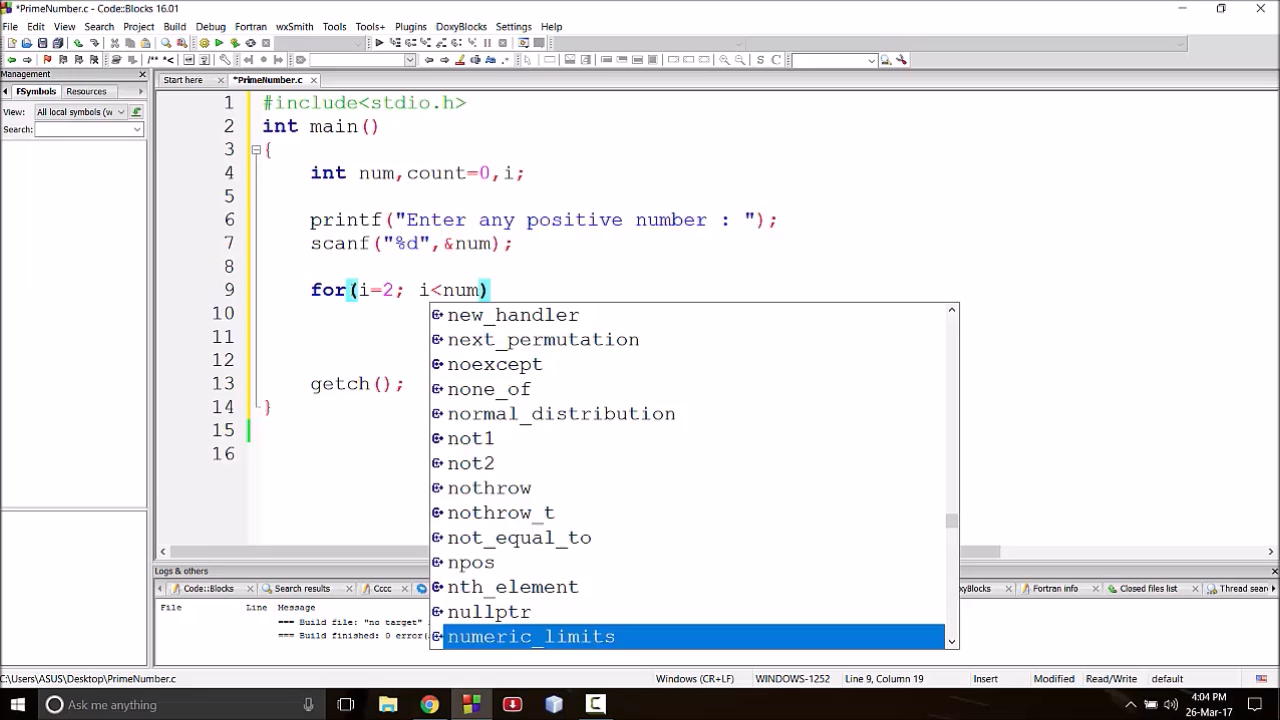 *PrimeNumber.c - Code::Blocks 16.01
File Edit View Search Project Build Debug Fortran wxSmith Tools Tools+ Plugins DoxyBlocks Settings Help
Management
Start here *PrimeNumber.c
FSymbols Resources
View: All local symbols (w
Search:
1 #include<stdio.h>
2 int main()
3 {
4 int num,count=0,i;
5
6 printf("Enter any positive number : ");
7 scanf("%d",&num);
8
9 for(i=2; i<num)
10
11
12
13 getch();
14 }
15
16
new_handler
next_permutation
noexcept
none_of
normal_distribution
not1
not2
nothrow
nothrow_t
not_equal_to
npos
nth_element
nullptr
numeric_limits
Logs & others
Code::Blocks Search results Cccc oxyBlocks Fortran info Closed files list Thread searc
File Line Message
=== Build file: "no target"
=== Build finished: 0 error(
C:\Users\ASUS\Desktop\PrimeNumber.c Windows (CR+LF) WINDOWS-1252 Line 9, Column 19 Insert Modified Read/Write default
Ask me anything
4:04 PM
26-Mar-17